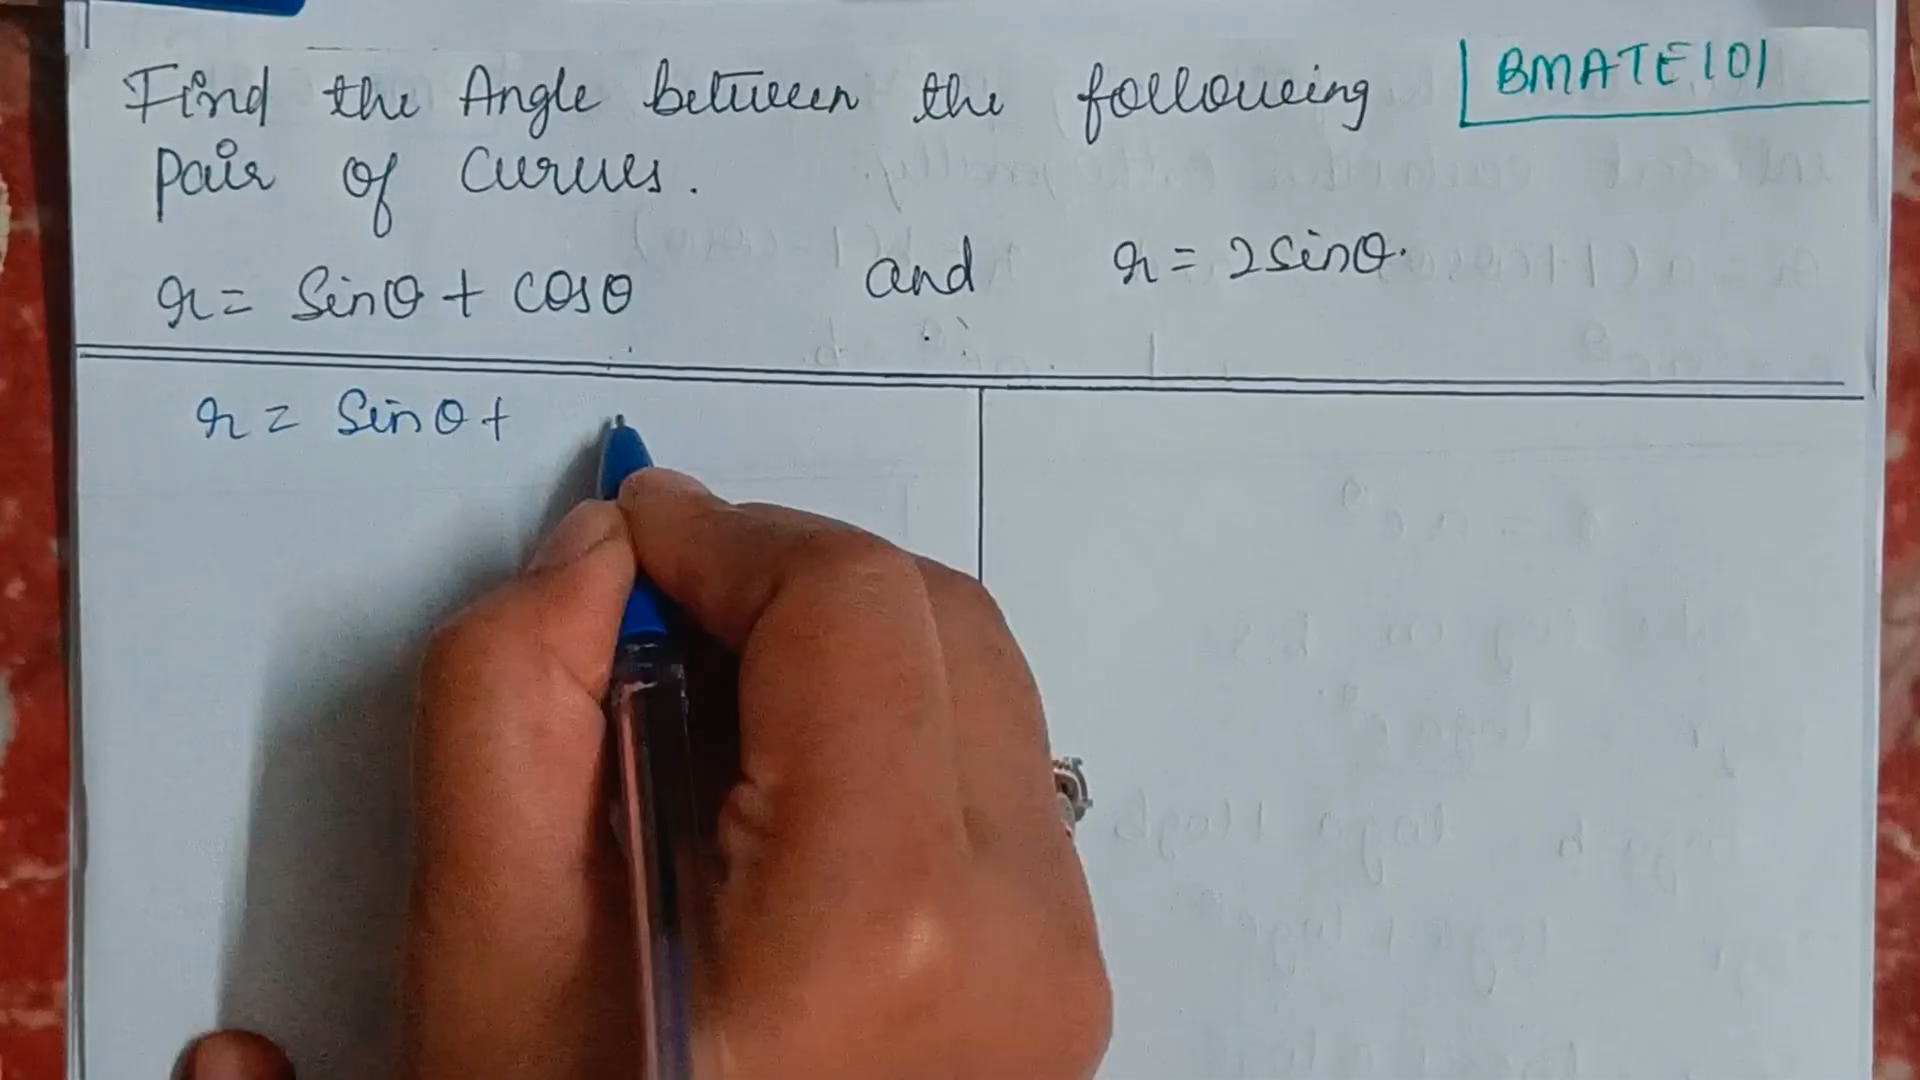 Find the Angle between the following
BMATE101
Pair of Curves.
r = Sinθ + cosθ and r = 2sinθ.
r = Sinθ +